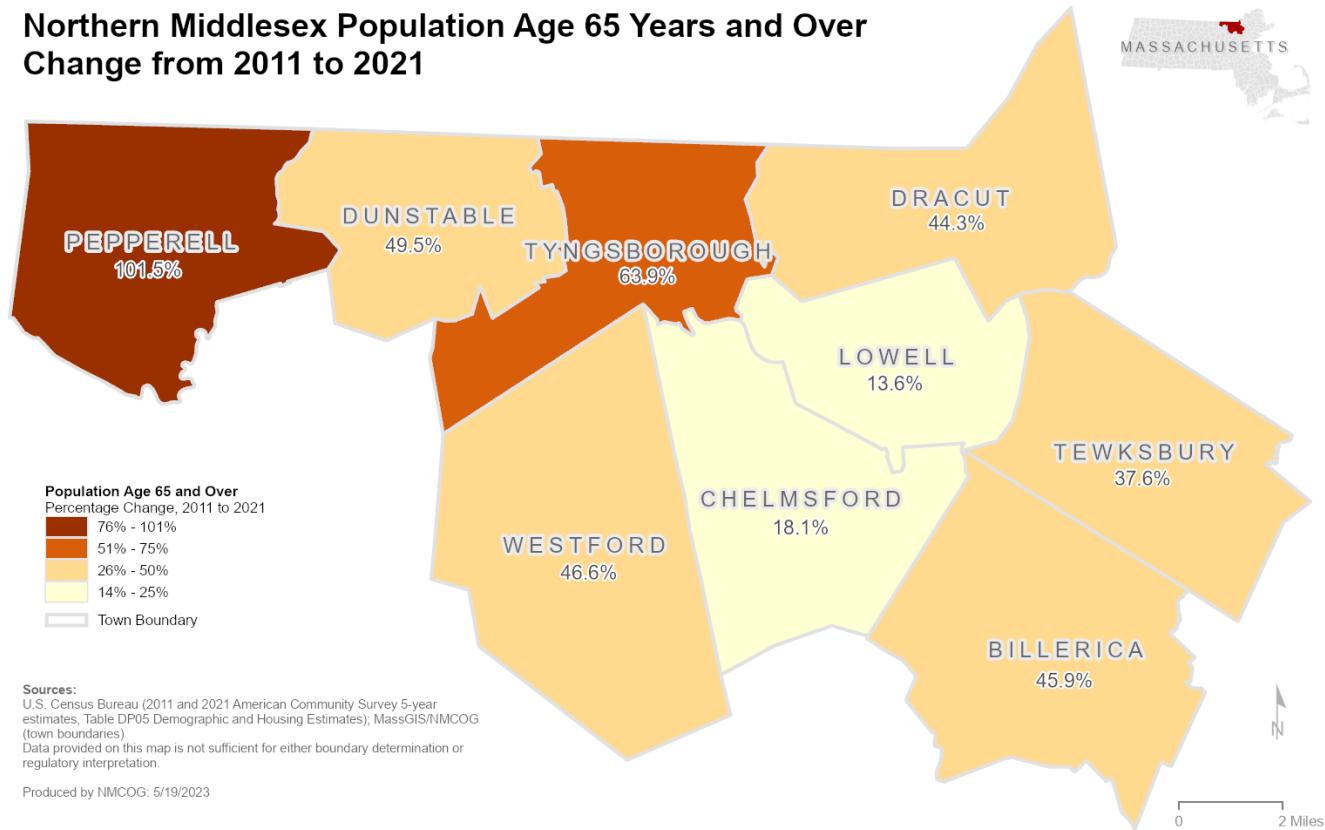 Northern Middlesex Population Age 65 Years and Over
Change from 2011 to 2021
MASSACHUSETTS
PEPPERELL
101.5%
DUNSTABLE
49.5%
TYNGSBOROUGH
63.9%
DRACUT
44.3%
LOWELL
13.6%
TEWKSBURY
37.6%
CHELMSFORD
18.1%
WESTFORD
46.6%
BILLERICA
45.9%
Population Age 65 and Over
Percentage Change, 2011 to 2021
76% - 101%
51% - 75%
26% - 50%
14% - 25%
Town Boundary
Sources:
U.S. Census Bureau (2011 and 2021 American Community Survey 5-year
estimates, Table DP05 Demographic and Housing Estimates); MassGIS/NMCOG
(town boundaries)
Data provided on this map is not sufficient for either boundary determination or
regulatory interpretation.
Produced by NMCOG: 5/19/2023
N
0 2 Miles